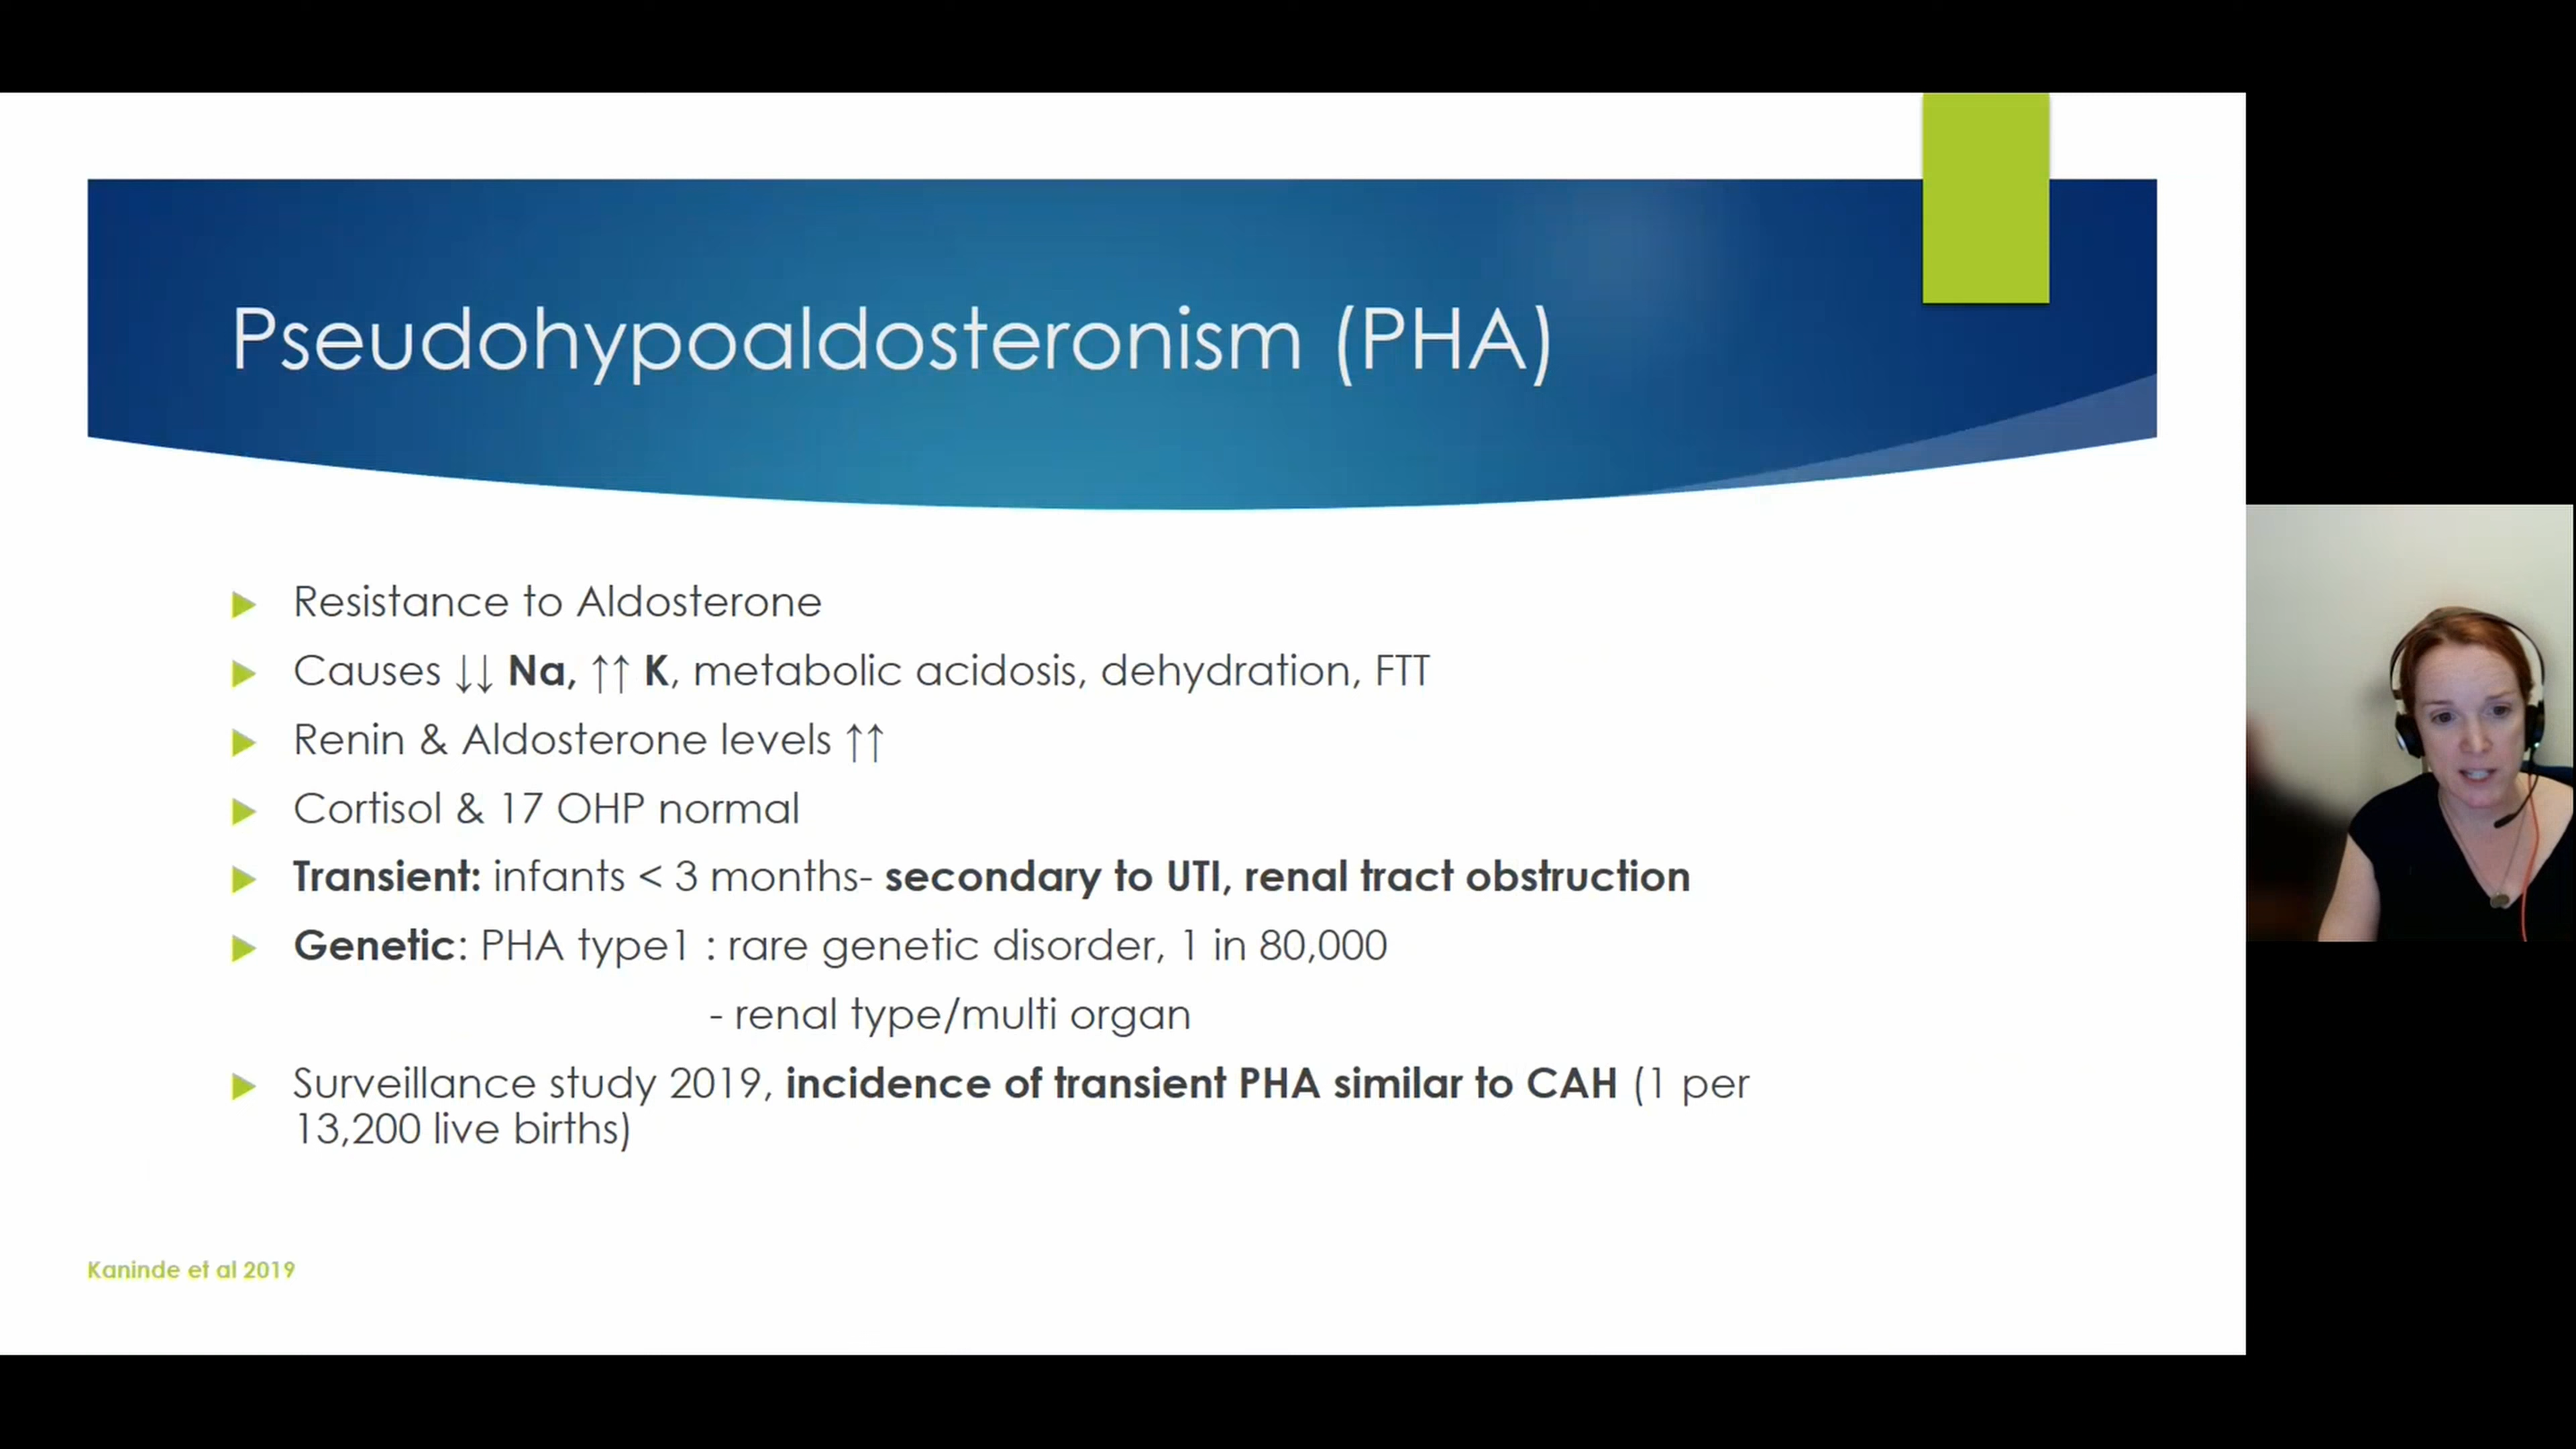 Pseudohypoaldosteronism (PHA)
Resistance to Aldosterone
Causes ↓↓ Na, ↑↑ K, metabolic acidosis, dehydration, FTT
Renin & Aldosterone levels ↑↑
Cortisol & 17 OHP normal
Transient: infants < 3 months- secondary to UTI, renal tract obstruction
Genetic: PHA type1 : rare genetic disorder, 1 in 80,000
- renal type/multi organ
Surveillance study 2019, incidence of transient PHA similar to CAH (1 per
13,200 live births)
Kaninde et al 2019